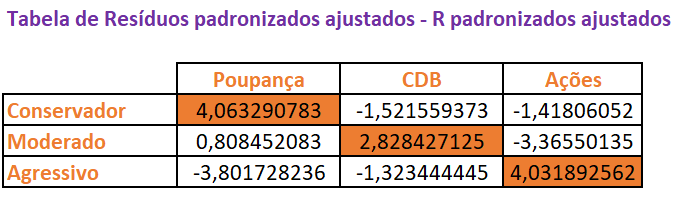 Tabela de Resíduos padronizados ajustados - R padronizados ajustados
Poupança CDB Ações
Conservador 4,063290783 -1,521559373 -1,41806052
Moderado 0,808452083 2,828427125 -3,36550135
Agressivo -3,801728236 -1,323444445 4,031892562